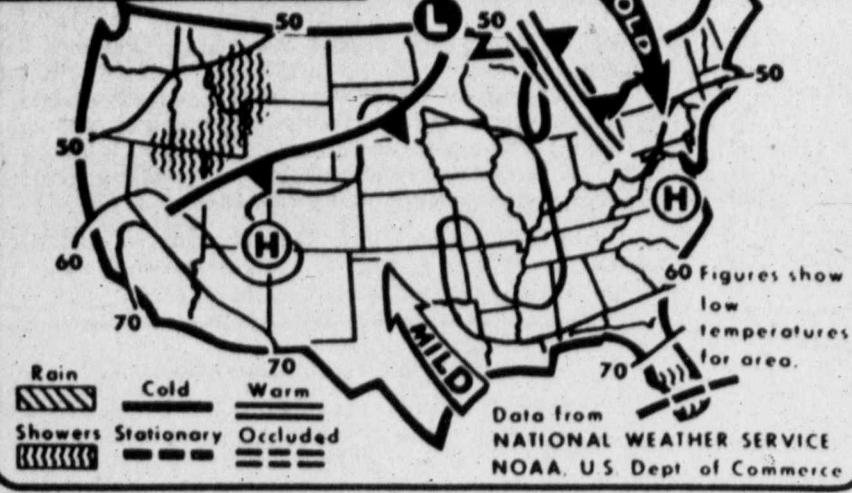 50
L
50
OLD
50
50
H
H
60
60 Figures show
low
temperatures
for area.
70
MILD
70
70
Rain
Cold
Warm
Showers
Stationary
Occluded
Data from
NATIONAL WEATHER SERVICE
NOAA, U.S. Dept of Commerce